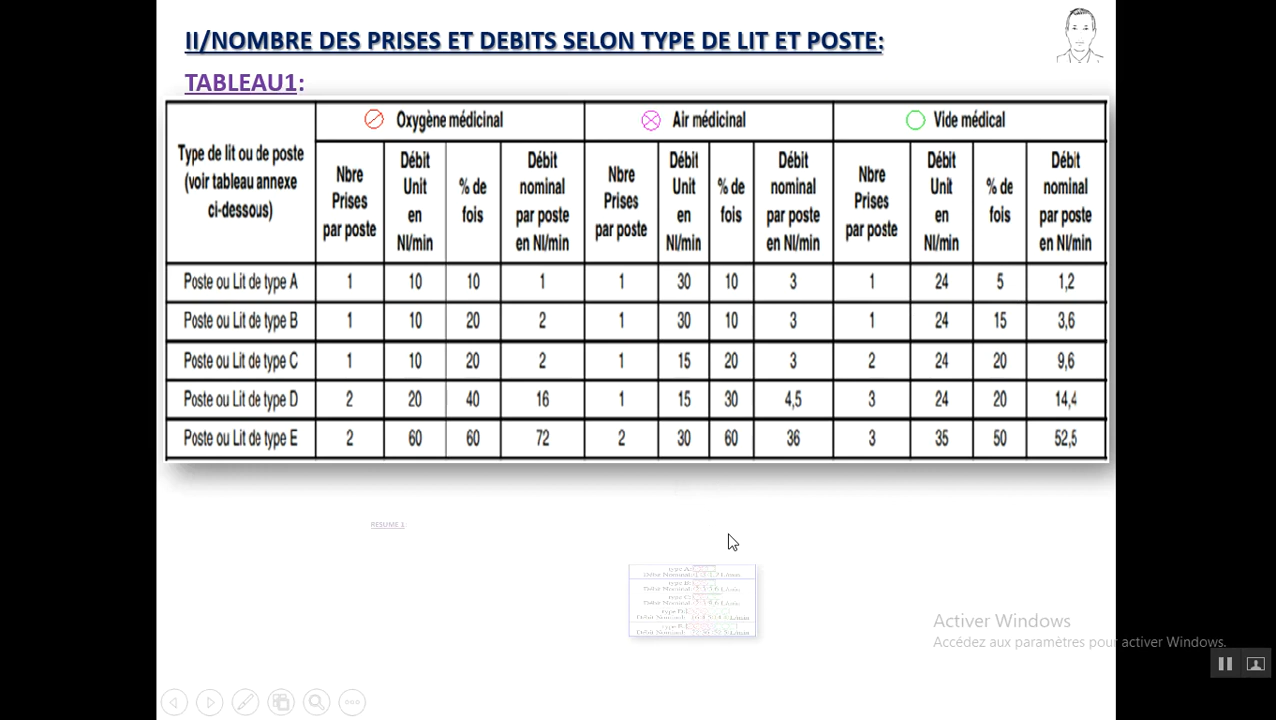 II/NOMBRE DES PRISES ET DEBITS SELON TYPE DE LIT ET POSTE:
TABLEAU1:
Type de lit ou de poste
(voir tableau annexe
ci-dessous)
Oxygène médicinal
Air médicinal
Vide médical
Nbre
Prises
par poste
Débit
Unit
en
Nl/min
% de
fois
Débit
nominal
par poste
en Nl/min
Nbre
Prises
par poste
Débit
Unit
en
Nl/min
% de
fois
Débit
nominal
par poste
en Nl/min
Nbre
Prises
par poste
Débit
Unit
en
Nl/min
% de
fois
Débit
nominal
par poste
en Nl/min
Poste ou Lit de type A 1 10 10 1 1 30 10 3 1 24 5 1,2
Poste ou Lit de type B 1 10 20 2 1 30 10 3 1 24 15 3,6
Poste ou Lit de type C 1 10 20 2 1 15 20 3 2 24 20 9,6
Poste ou Lit de type D 2 20 40 16 1 15 30 4,5 3 24 20 14,4
Poste ou Lit de type E 2 60 60 72 2 30 60 36 3 35 50 52,5
RESUME 1:
Activer Windows
Accédez aux paramètres pour activer Windows.